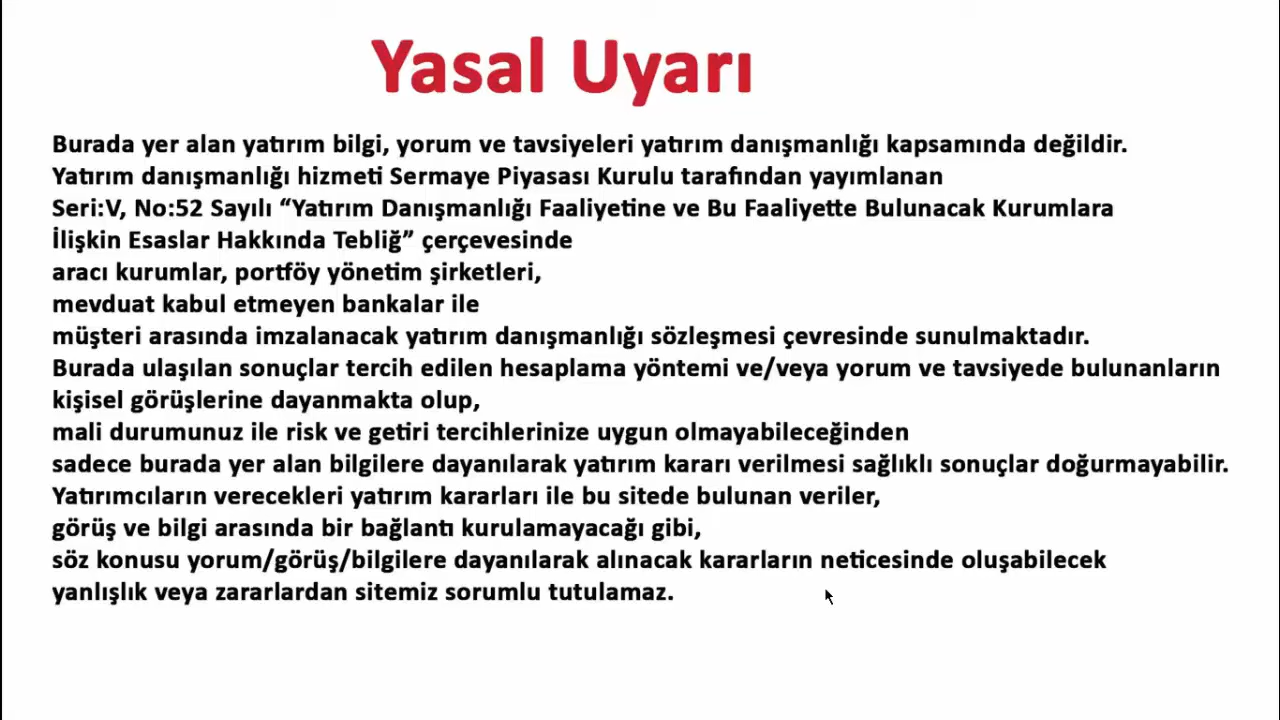 Yasal Uyarı
Burada yer alan yatırım bilgi, yorum ve tavsiyeleri yatırım danışmanlığı kapsamında değildir.
Yatırım danışmanlığı hizmeti Sermaye Piyasası Kurulu tarafından yayımlanan
Seri:V, No:52 Sayılı “Yatırım Danışmanlığı Faaliyetine ve Bu Faaliyette Bulunacak Kurumlara
İlişkin Esaslar Hakkında Tebliğ” çerçevesinde
aracı kurumlar, portföy yönetim şirketleri,
mevduat kabul etmeyen bankalar ile
müşteri arasında imzalanacak yatırım danışmanlığı sözleşmesi çevresinde sunulmaktadır.
Burada ulaşılan sonuçlar tercih edilen hesaplama yöntemi ve/veya yorum ve tavsiyede bulunanların
kişisel görüşlerine dayanmakta olup,
mali durumunuz ile risk ve getiri tercihlerinize uygun olmayabileceğinden
sadece burada yer alan bilgilere dayanılarak yatırım kararı verilmesi sağlıklı sonuçlar doğurmayabilir.
Yatırımcıların verecekleri yatırım kararları ile bu sitede bulunan veriler,
görüş ve bilgi arasında bir bağlantı kurulamayacağı gibi,
söz konusu yorum/görüş/bilgilere dayanılarak alınacak kararların neticesinde oluşabilecek
yanlışlık veya zararlardan sitemiz sorumlu tutulamaz.